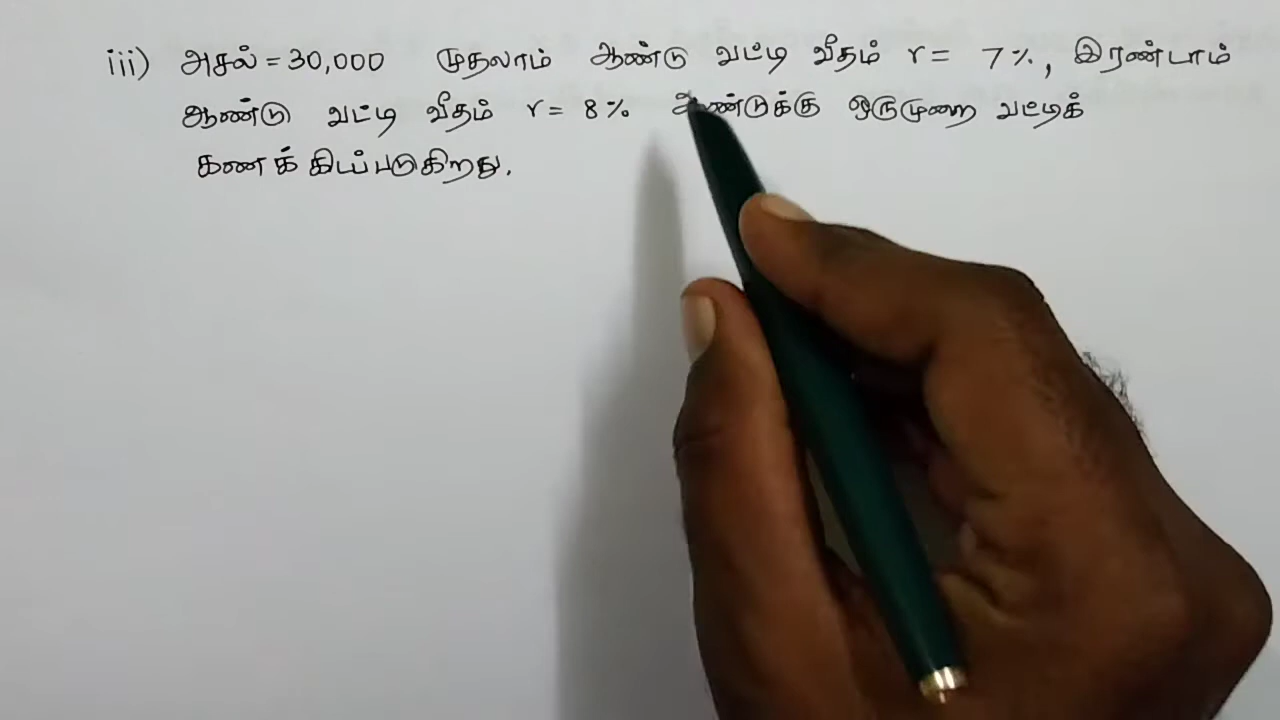 iii) அசல் = 30,000 முதலாம் ஆண்டு வட்டி வீதம் r = 7%, இரண்டாம்
ஆண்டு வட்டி வீதம் r = 8% ஆண்டுக்கு ஒருமுறை வட்டிக்
கணக்கிப்படுகிறது.